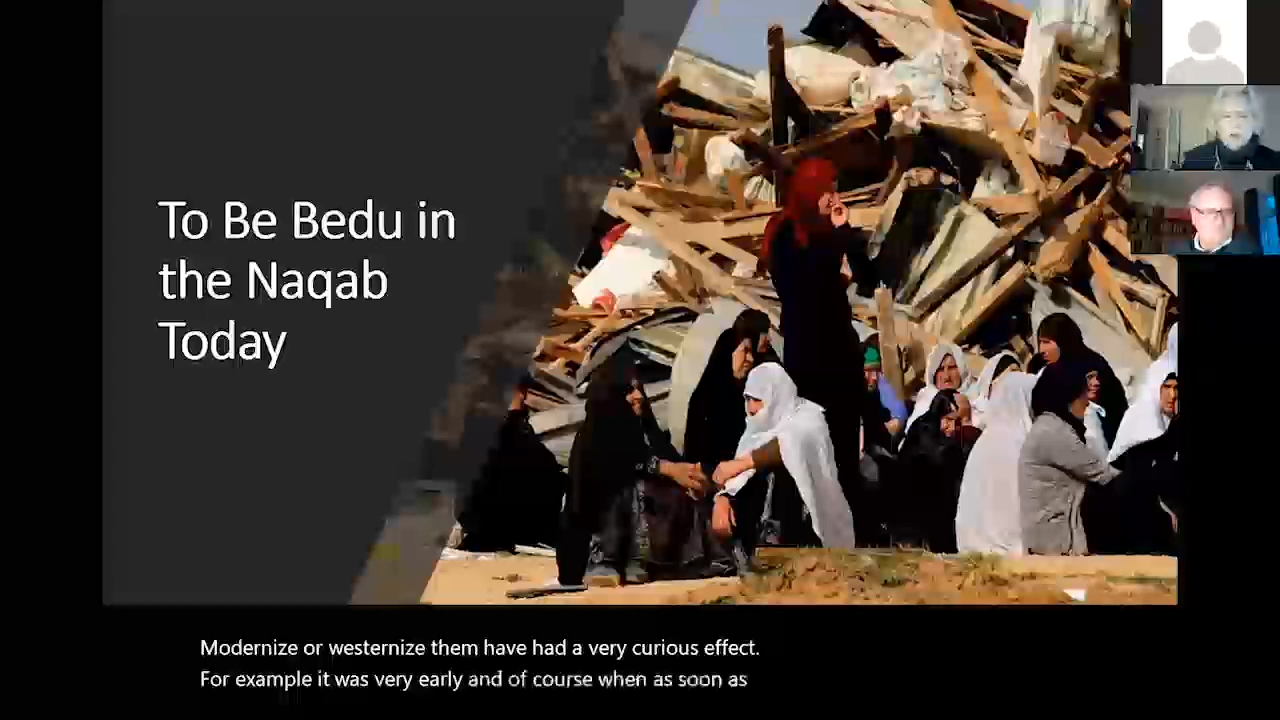 To Be Bedu in
the Naqab
Today
Modernize or westernize them have had a very curious effect.
For example it was very early and of course when as soon as